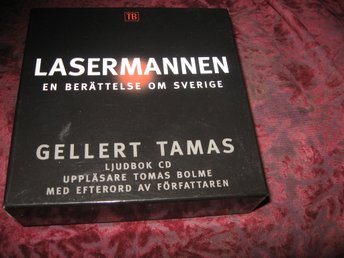 TB
LASERMANNEN
EN BERÄTTELSE OM SVERIGE
GELLERT TAMAS
LJUDBOK CD
UPPLÄSARE TOMAS BOLME
MED EFTERORD AV FÖRFATTAREN